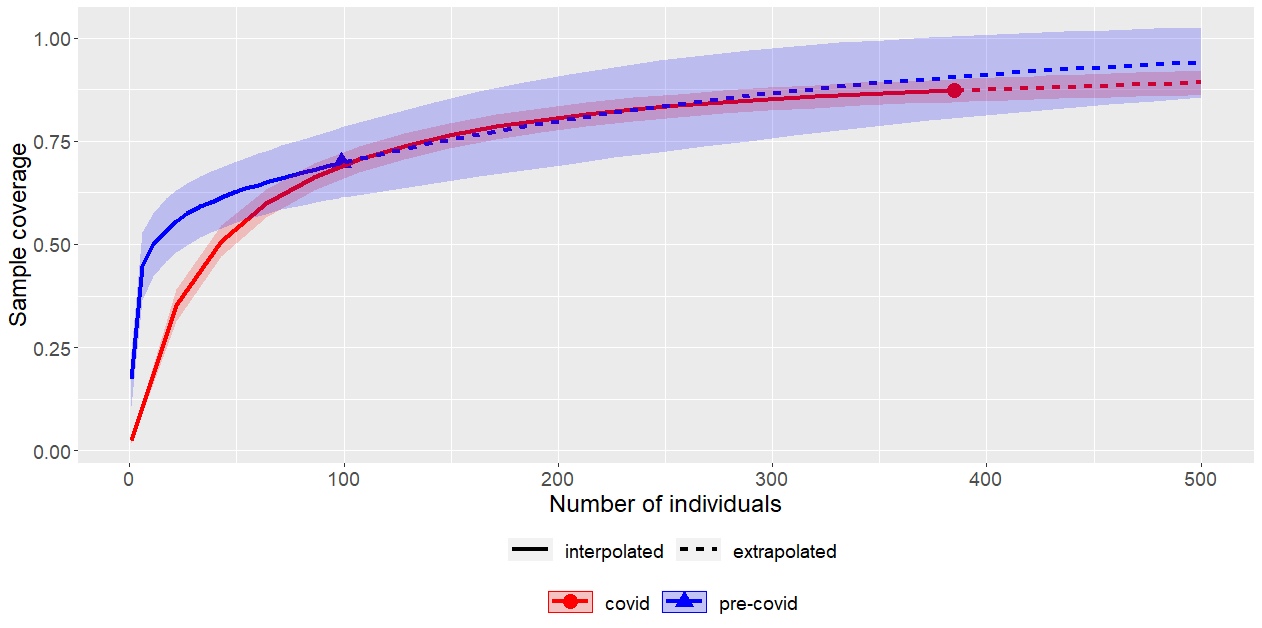 1.00
0.75
0.50
0.25
0.00
Sample coverage
0 100 200 300 400 500
Number of individuals
interpolated extrapolated
covid pre-covid